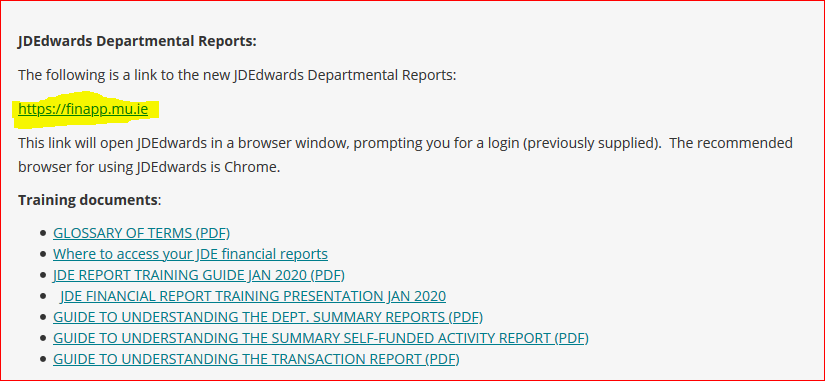 JDEdwards Departmental Reports:
The following is a link to the new JDEdwards Departmental Reports:
https://finapp.mu.ie
This link will open JDEdwards in a browser window, prompting you for a login (previously supplied).  The recommended
browser for using JDEdwards is Chrome.
Training documents:
GLOSSARY OF TERMS (PDF)
Where to access your JDE financial reports
JDE REPORT TRAINING GUIDE JAN 2020 (PDF)
JDE FINANCIAL REPORT TRAINING PRESENTATION JAN 2020
GUIDE TO UNDERSTANDING THE DEPT. SUMMARY REPORTS (PDF)
GUIDE TO UNDERSTANDING THE SUMMARY SELF-FUNDED ACTIVITY REPORT (PDF)
GUIDE TO UNDERSTANDING THE TRANSACTION REPORT (PDF)